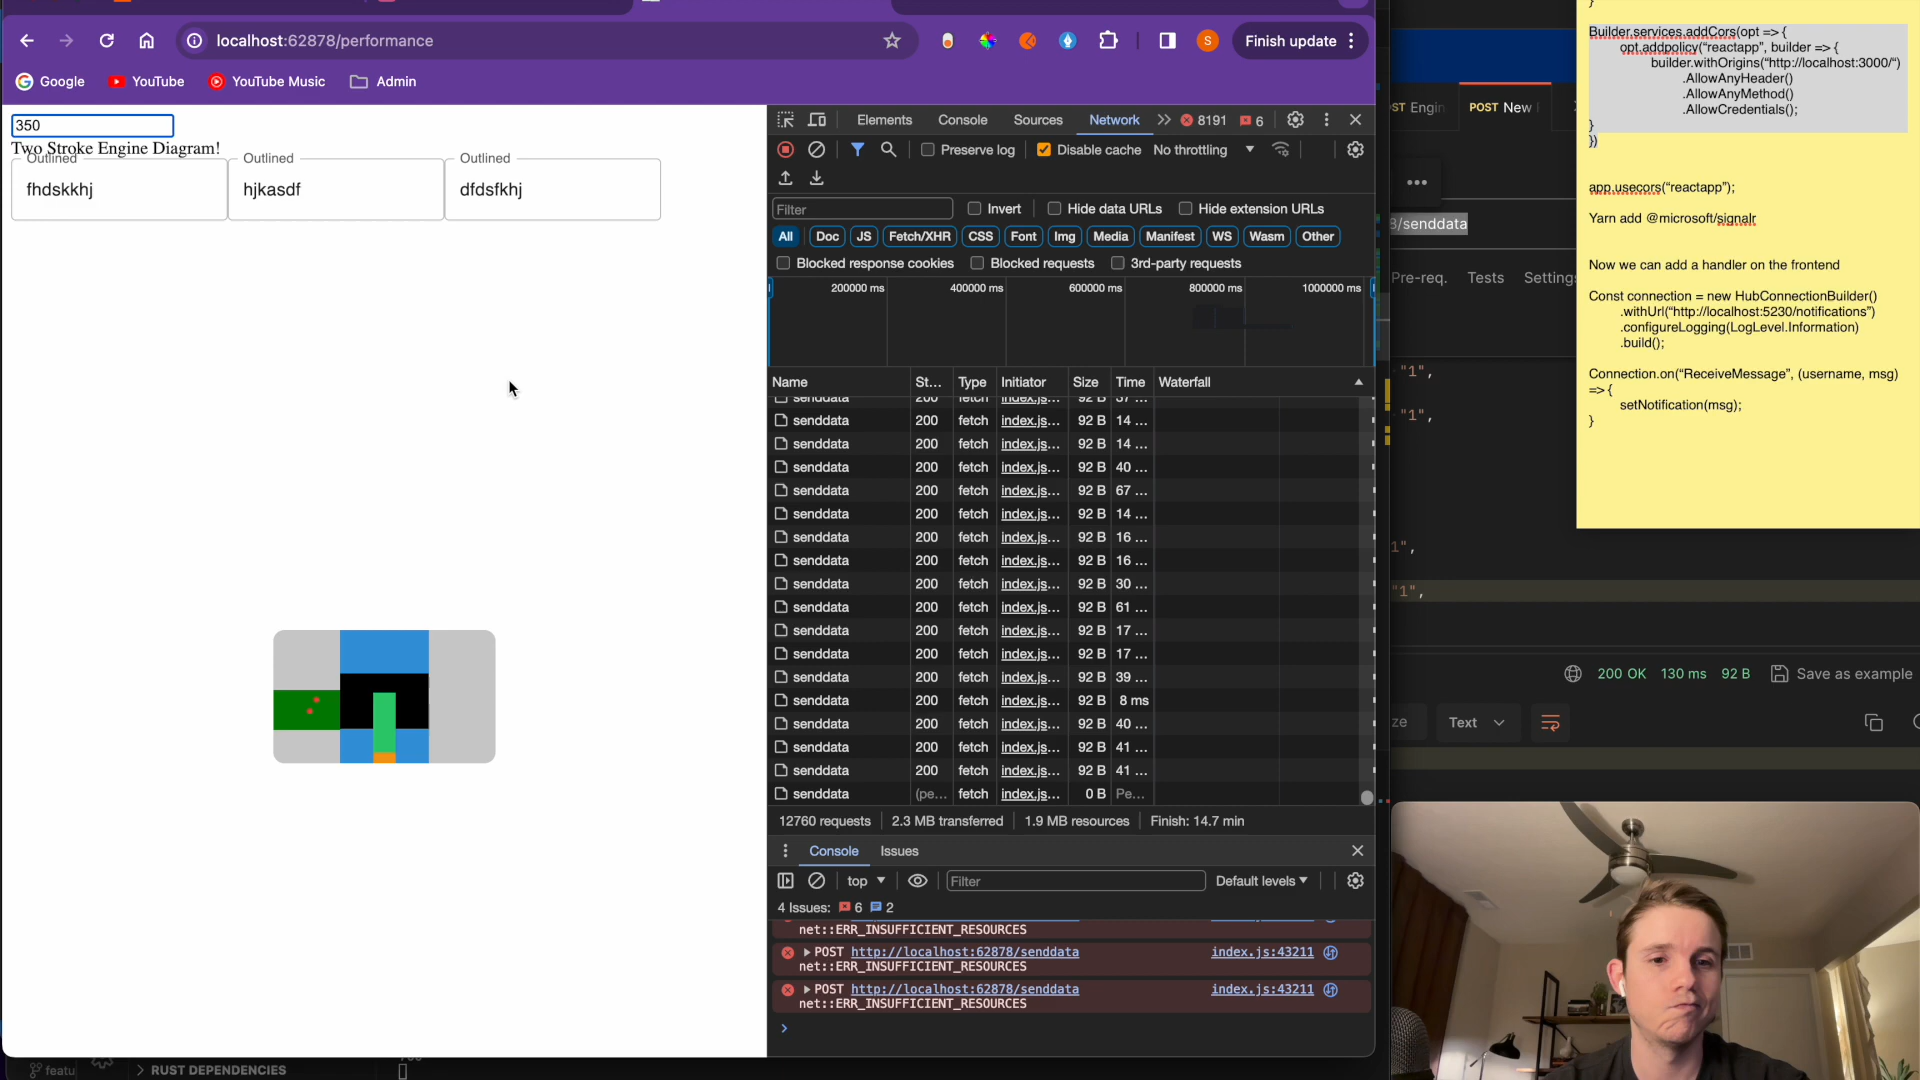 localhost:62878/performance
Finish update
S
Google
YouTube
YouTube Music
Admin
350
Two Stroke Engine Diagram!
Outlined
fhdskkhj
Outlined
hjkasdf
Outlined
dfdsfkhj
Elements
Console
Sources
Network
8191
6
Preserve log
Disable cache
No throttling
Filter
Invert
Hide data URLs
Hide extension URLs
All
Doc
JS
Fetch/XHR
CSS
Font
Img
Media
Manifest
WS
Wasm
Other
Blocked response cookies
Blocked requests
3rd-party requests
200000 ms
400000 ms
600000 ms
800000 ms
1000000 ms
Name St... Type Initiator Size Time Waterfall
senddata 200 fetch index.js... 92 B 37 ...
senddata 200 fetch index.js... 92 B 14 ...
senddata 200 fetch index.js... 92 B 14 ...
senddata 200 fetch index.js... 92 B 40 ...
senddata 200 fetch index.js... 92 B 67 ...
senddata 200 fetch index.js... 92 B 14 ...
senddata 200 fetch index.js... 92 B 16 ...
senddata 200 fetch index.js... 92 B 16 ...
senddata 200 fetch index.js... 92 B 30 ...
senddata 200 fetch index.js... 92 B 61 ...
senddata 200 fetch index.js... 92 B 17 ...
senddata 200 fetch index.js... 92 B 17 ...
senddata 200 fetch index.js... 92 B 39 ...
senddata 200 fetch index.js... 92 B 8 ms
senddata 200 fetch index.js... 92 B 40 ...
senddata 200 fetch index.js... 92 B 41 ...
senddata 200 fetch index.js... 92 B 41 ...
senddata (pe... fetch index.js... 0 B Pe...
12760 requests
2.3 MB transferred
1.9 MB resources
Finish: 14.7 min
Console
Issues
top
Filter
Default levels
4 Issues: 6 2
net::ERR_INSUFFICIENT_RESOURCES
POST http://localhost:62878/senddata index.js:43211
net::ERR_INSUFFICIENT_RESOURCES
POST http://localhost:62878/senddata index.js:43211
net::ERR_INSUFFICIENT_RESOURCES
featu
RUST DEPENDENCIES
ST Engin
POST New
8/senddata
Pre-req.
Tests
Settings
"1",
"1",
1",
"1",
200 OK
130 ms
92 B
Save as example
ze
Text
}
Builder.services.addCors(opt => {
opt.addpolicy(“reactapp”, builder => {
builder.withOrigins(“http://localhost:3000/“)
.AllowAnyHeader()
.AllowAnyMethod()
.AllowCredentials();
}
})
app.usecors(“reactapp”);
Yarn add @microsoft/signalr
Now we can add a handler on the frontend
Const connection = new HubConnectionBuilder()
.withUrl(“http://localhost:5230/notifications”)
.configureLogging(LogLevel.Information)
.build();
Connection.on(“ReceiveMessage”, (username, msg)
=> {
setNotification(msg);
}